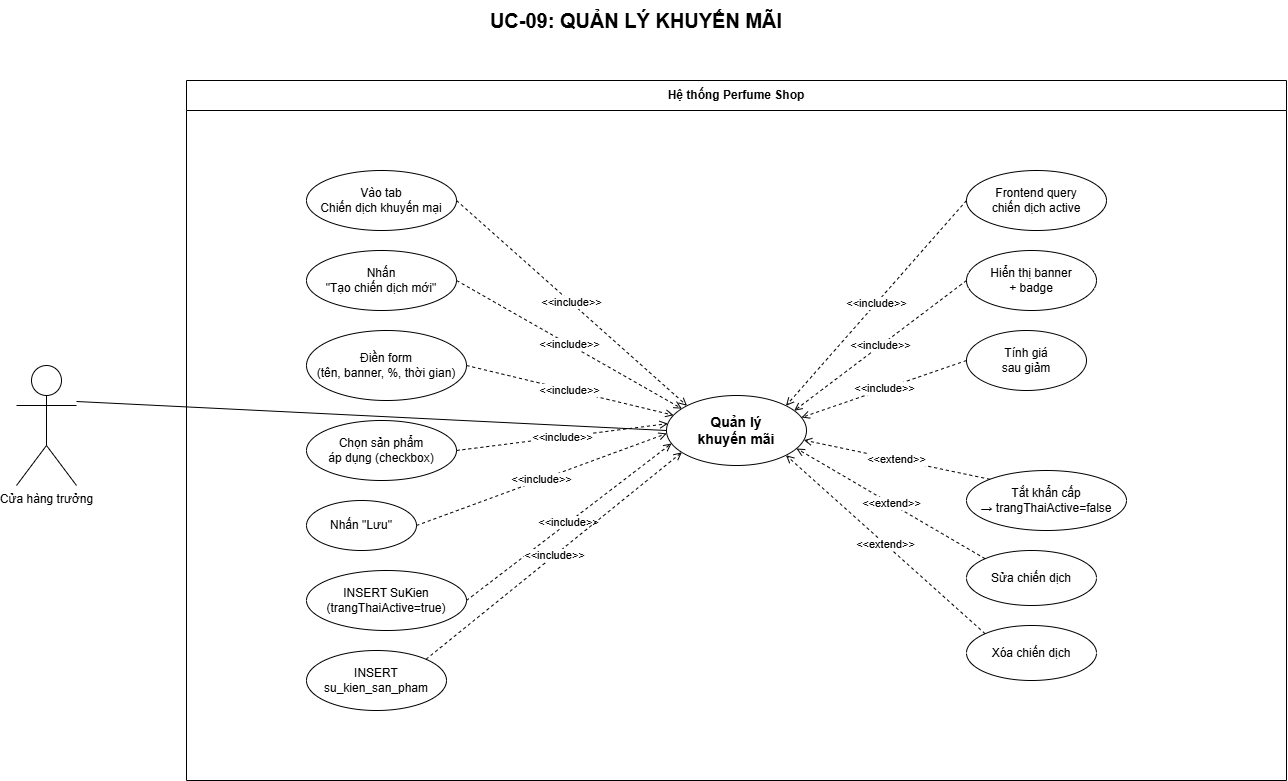 UC-09: QUẢN LÝ KHUYẾN MÃI
Hệ thống Perfume Shop
Vào tab
Chiến dịch khuyến mại
Nhấn
"Tạo chiến dịch mới"
Điền form
(tên, banner, %, thời gian)
Chọn sản phẩm
áp dụng (checkbox)
Nhấn "Lưu"
INSERT SuKien
(trangThaiActive=true)
INSERT
su_kien_san_pham
<<include>>
<<include>>
<<include>>
<<include>>
<<include>>
<<include>>
<<include>>
Cửa hàng trưởng
Quản lý
khuyến mãi
<<include>>
<<include>>
<<include>>
<<extend>>
<<extend>>
<<extend>>
Frontend query
chiến dịch active
Hiển thị banner
+ badge
Tính giá
sau giảm
Tắt khẩn cấp
→ trangThaiActive=false
Sửa chiến dịch
Xóa chiến dịch